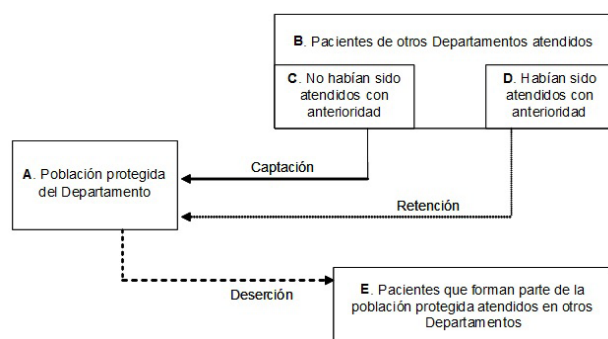 B. Pacientes de otros Departamentos atendidos
C. No habían sido
atendidos con
anterioridad
D. Habían sido
atendidos con
anterioridad
A. Población protegida
del Departamento
Captación
Retención
Deserción
E. Pacientes que forman parte de la
población protegida atendidos en otros
Departamentos